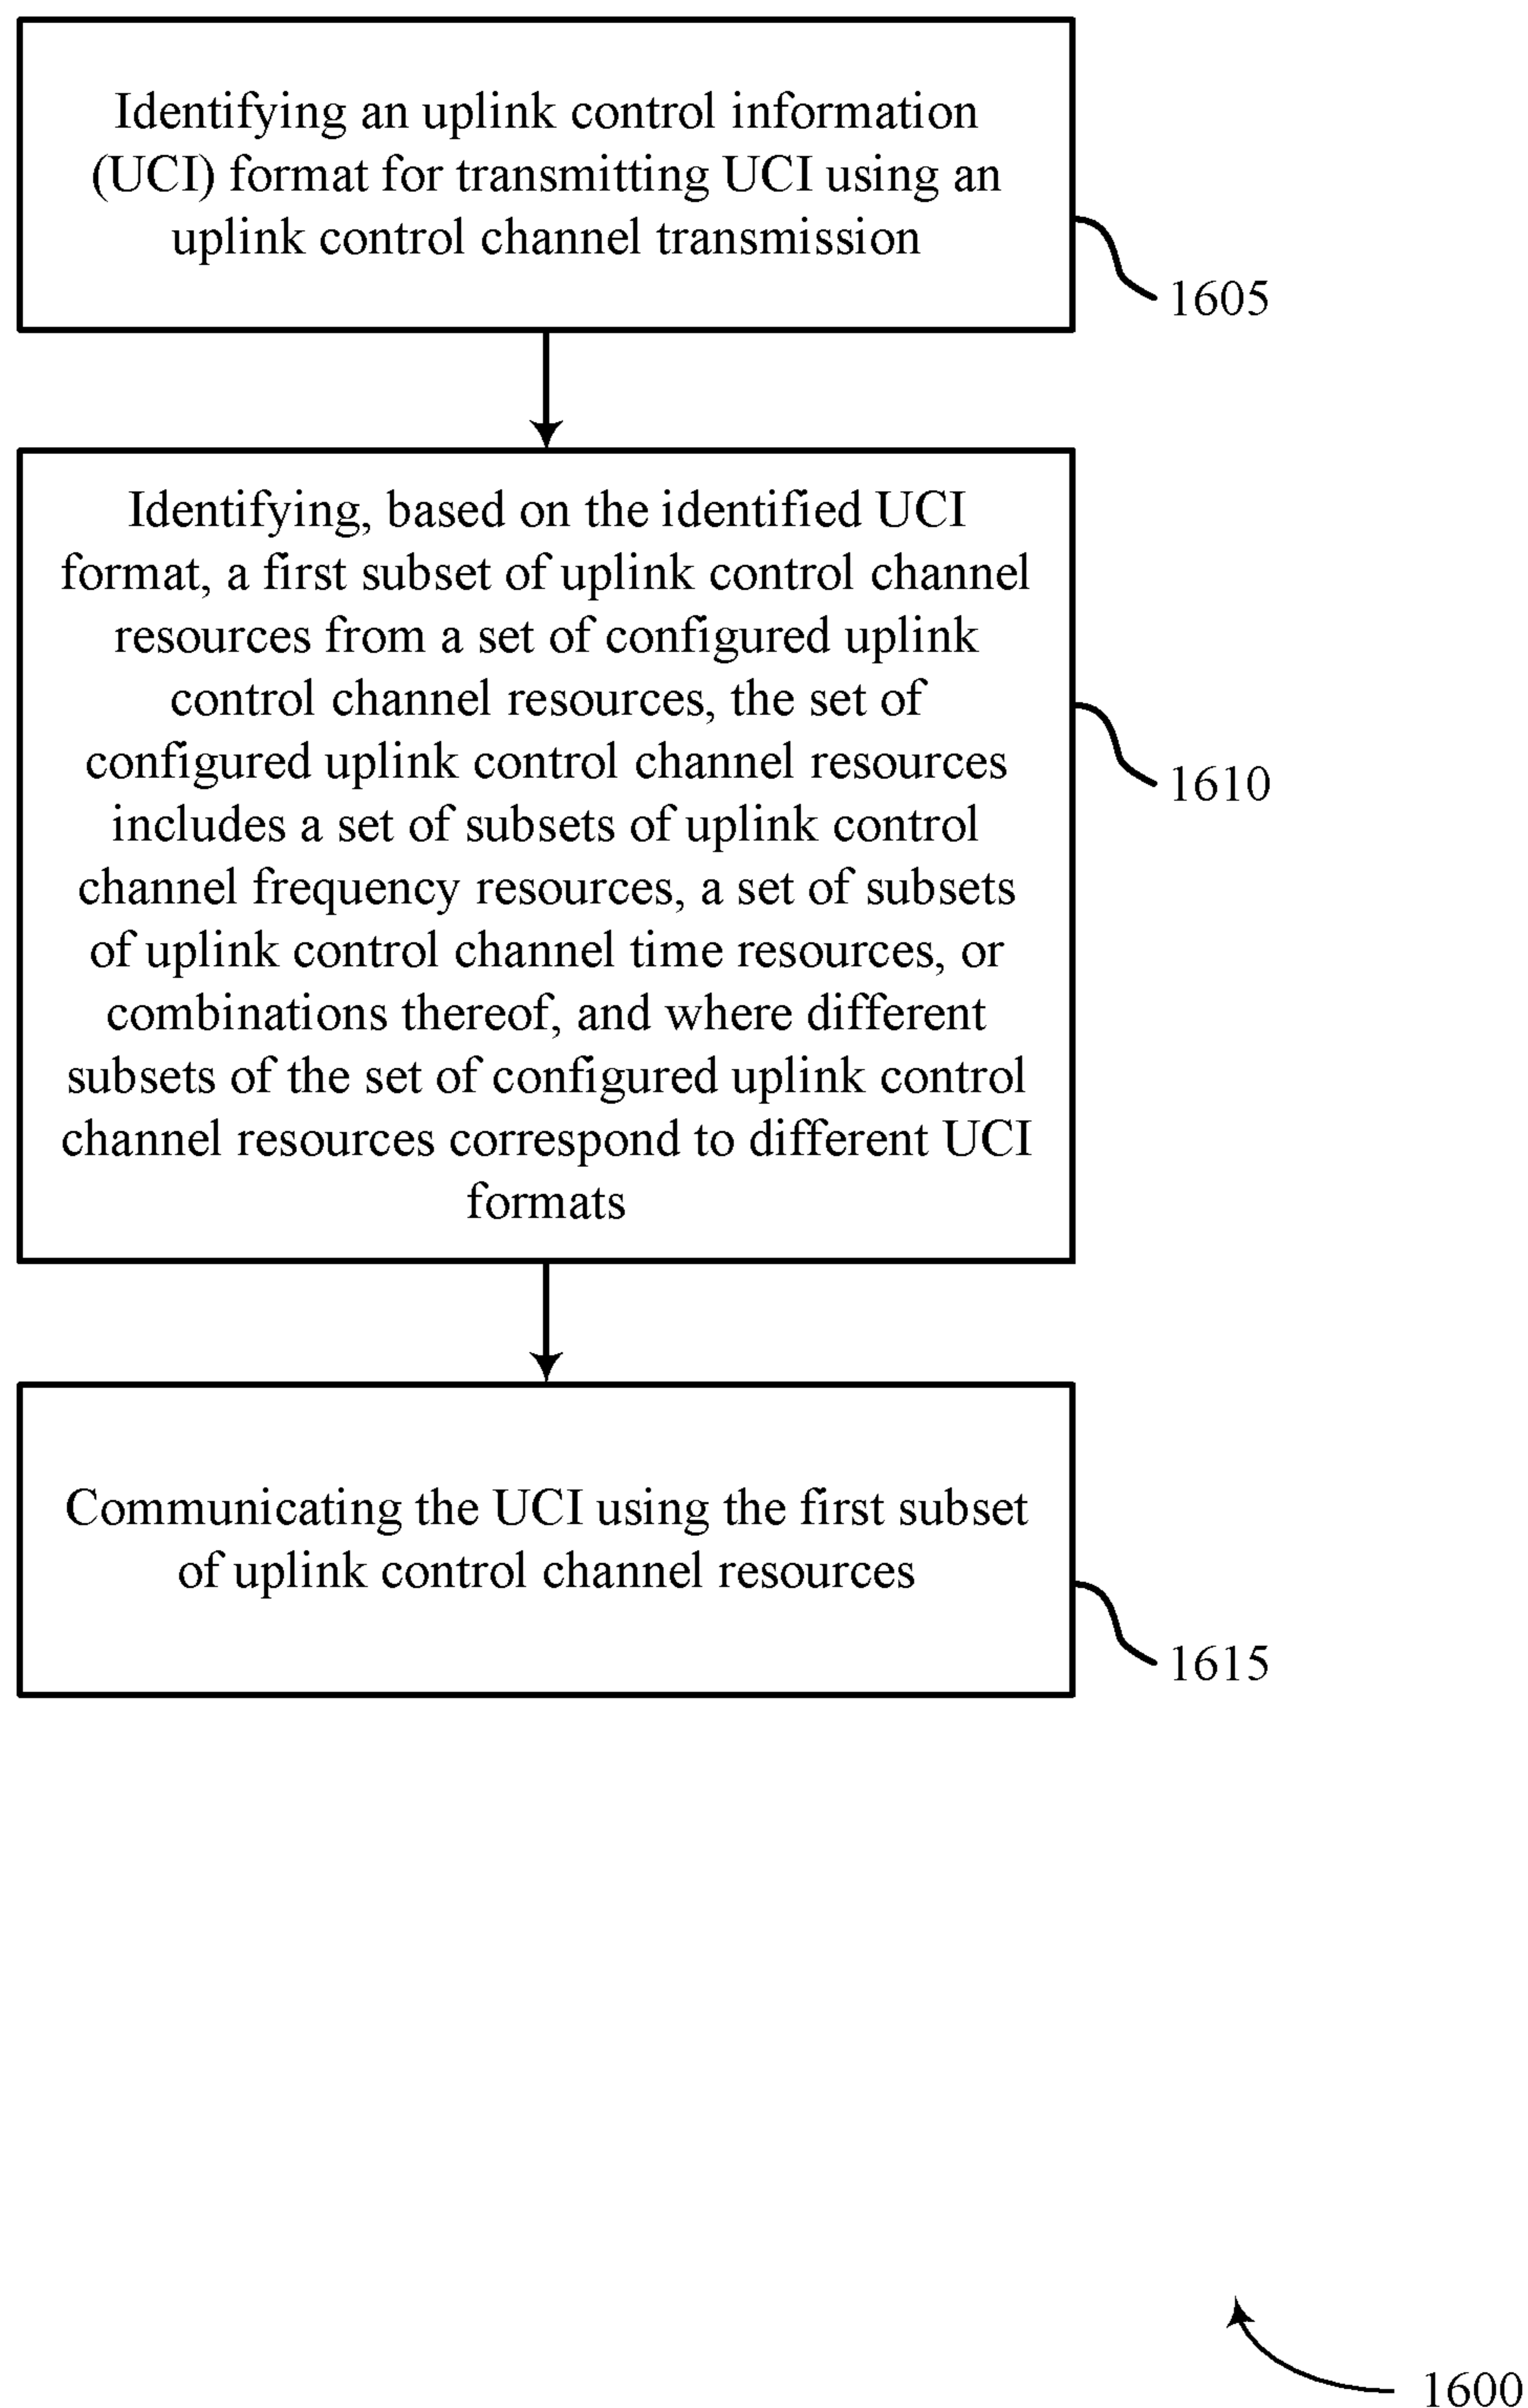 Identifying an uplink control information
(UCI) format for transmitting UCI using an
uplink control channel transmission
1605
Identifying, based on the identified UCI
format, a first subset of uplink control channel
resources from a set of configured uplink
control channel resources, the set of
configured uplink control channel resources
includes a set of subsets of uplink control
channel frequency resources, a set of subsets
of uplink control channel time resources, or
combinations thereof, and where different
subsets of the set of configured uplink control
channel resources correspond to different UCI
formats
1610
Communicating the UCI using the first subset
of uplink control channel resources
1615
1600